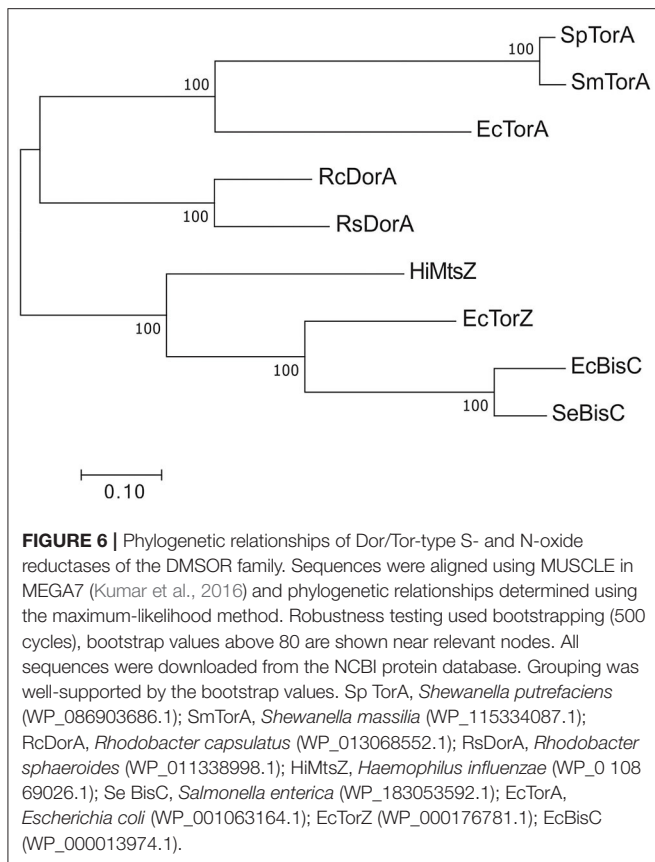 100
SpTorA
SmTorA
100
EcTorA
RcDorA
100
RsDorA
HiMtsZ
100
EcTorZ
100
EcBisC
100
SeBisC
0.10
FIGURE 6 | Phylogenetic relationships of Dor/Tor-type S- and N-oxide
reductases of the DMSOR family. Sequences were aligned using MUSCLE in
MEGA7 (Kumar et al., 2016) and phylogenetic relationships determined using
the maximum-likelihood method. Robustness testing used bootstrapping (500
cycles), bootstrap values above 80 are shown near relevant nodes. All
sequences were downloaded from the NCBI protein database. Grouping was
well-supported by the bootstrap values. Sp TorA, Shewanella putrefaciens
(WP_086903686.1); SmTorA, Shewanella massilia (WP_115334087.1);
RcDorA, Rhodobacter capsulatus (WP_013068552.1); RsDorA, Rhodobacter
sphaeroides (WP_011338998.1); HiMtsZ, Haemophilus influenzae (WP_0 108
69026.1); Se BisC, Salmonella enterica (WP_183053592.1); EcTorA,
Escherichia coli (WP_001063164.1); EcTorZ (WP_000176781.1); EcBisC
(WP_000013974.1).